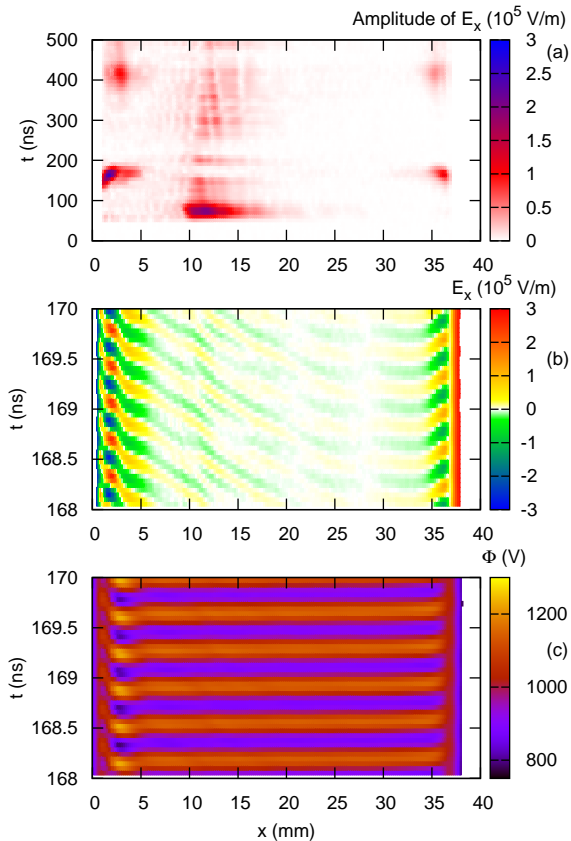 Amplitude of E_x (10^5 V/m)
500
400
300
200
100
0
t (ns)
(a)
3
2.5
2
1.5
1
0.5
0
0 5 10 15 20 25 30 35 40
E_x (10^5 V/m)
170
169.5
169
168.5
168
t (ns)
(b)
3
2
1
0
-1
-2
-3
0 5 10 15 20 25 30 35 40
Φ (V)
170
169.5
169
168.5
168
t (ns)
(c)
1200
1000
800
0 5 10 15 20 25 30 35 40
x (mm)